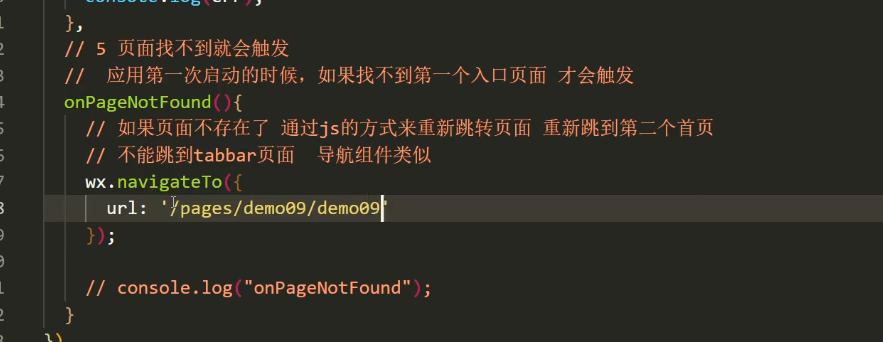 console.log(err);
},
// 5 页面找不到就会触发
//  应用第一次启动的时候，如果找不到第一个入口页面 才会触发
onPageNotFound(){
// 如果页面不存在了 通过js的方式来重新跳转页面 重新跳到第二个首页
// 不能跳到tabbar页面  导航组件类似
wx.navigateTo({
url: '/pages/demo09/demo09'
});
// console.log("onPageNotFound");
}
})